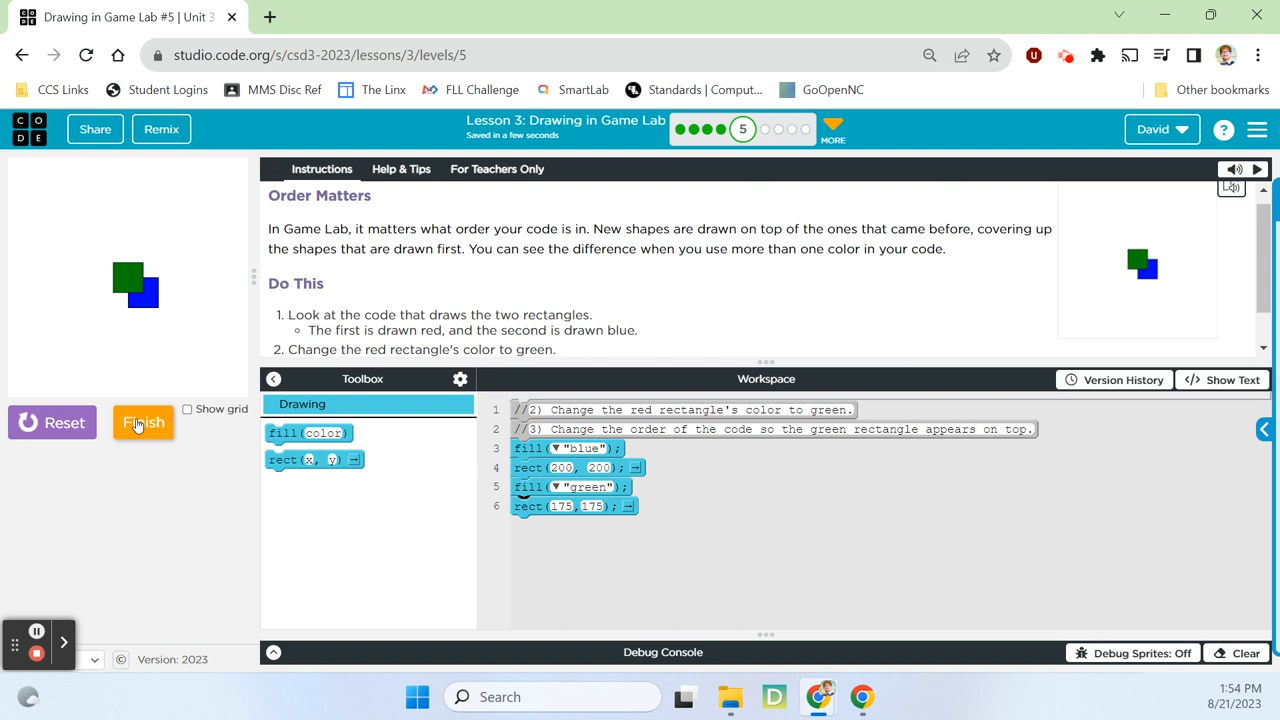 Drawing in Game Lab #5 | Unit 3
studio.code.org/s/csd3-2023/lessons/3/levels/5
CCS Links
Student Logins
MMS Disc Ref
The Linx
FLL Challenge
SmartLab
Standards | Comput...
GoOpenNC
Other bookmarks
C O D E
Share
Remix
Lesson 3: Drawing in Game Lab
Saved in a few seconds
5
MORE
David
?
Instructions
Help & Tips
For Teachers Only
Order Matters
In Game Lab, it matters what order your code is in. New shapes are drawn on top of the ones that came before, covering up
the shapes that are drawn first. You can see the difference when you use more than one color in your code.
Do This
1. Look at the code that draws the two rectangles.
The first is drawn red, and the second is drawn blue.
2. Change the red rectangle's color to green.
Reset
Finish
Show grid
Toolbox
Workspace
Version History
</> Show Text
Drawing
fill(color)
rect(x, y)
1 //2) Change the red rectangle's color to green.
2 //3) Change the order of the code so the green rectangle appears on top.
3 fill(▼"blue");
4 rect(200, 200);
5 fill(▼"green");
6 rect(175,175);
© Version: 2023
Debug Console
Debug Sprites: Off
Clear
Search
D
1:54 PM
8/21/2023